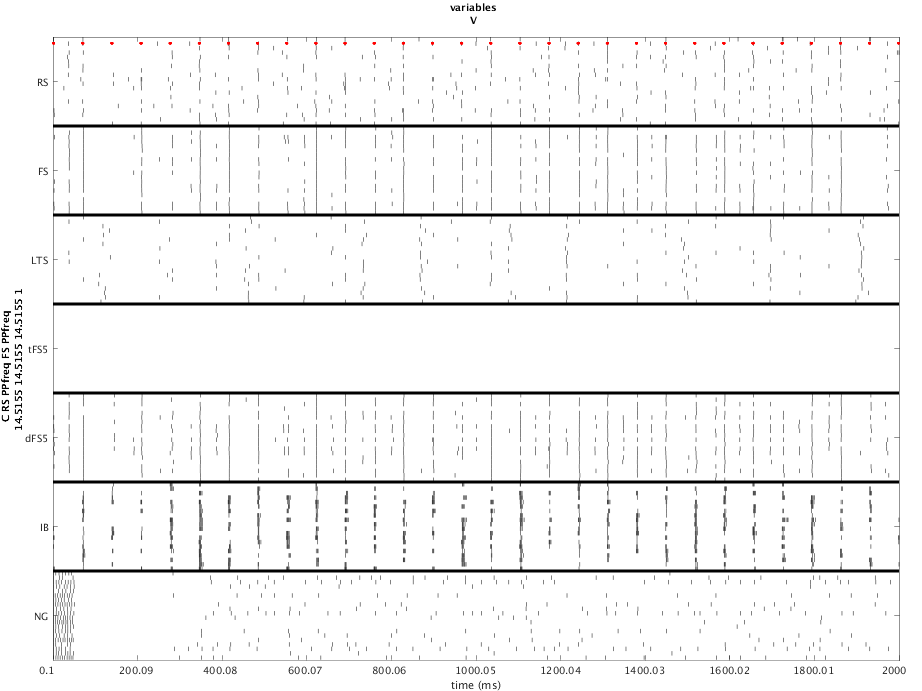 variables
V
RS
FS
LTS
tFS5
dFS5
IB
NG
C RS PPfreq FS PPfreq
14.5155 14.5155 14.5155 1
0.1 200.09 400.08 600.07 800.06 1000.05 1200.04 1400.03 1600.02 1800.01 2000
time (ms)